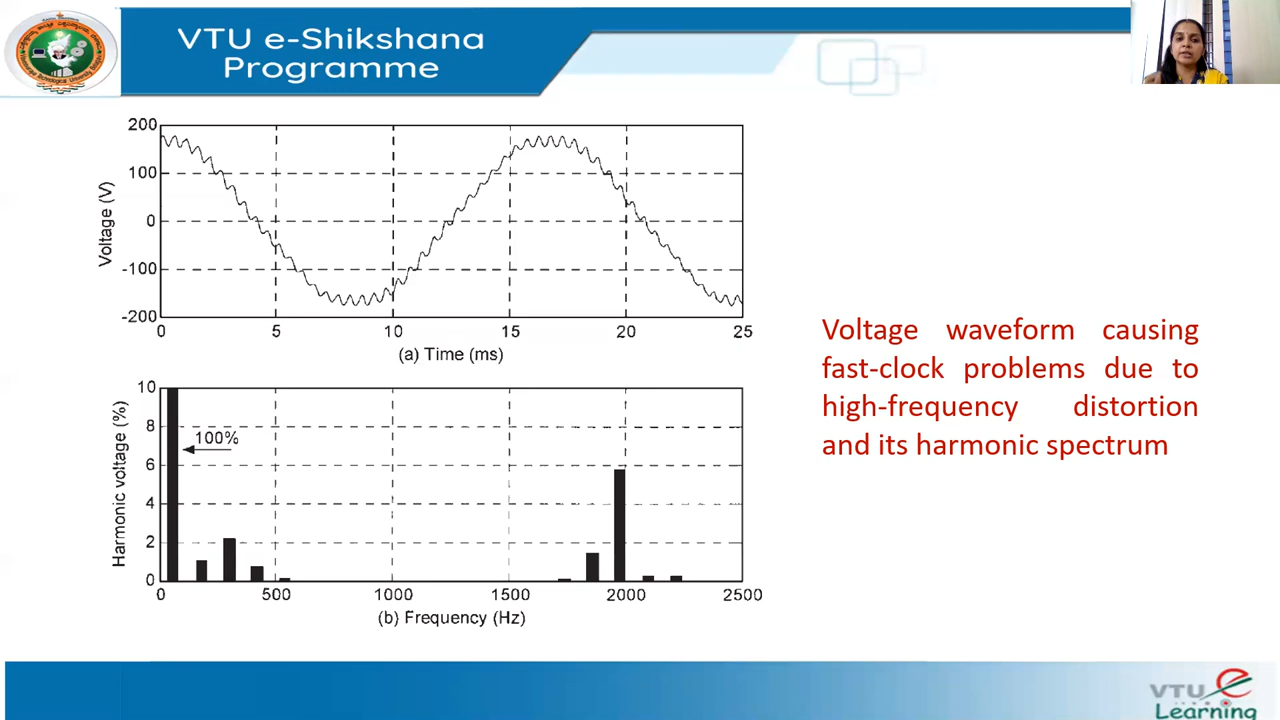 VTU e-Shikshana
Programme
200
100
0
-100
-200
Voltage (V)
0 5 10 15 20 25
(a) Time (ms)
10
8
6
4
2
0
Harmonic voltage (%)
100%
0 500 1000 1500 2000 2500
(b) Frequency (Hz)
Voltage waveform causing
fast-clock problems due to
high-frequency distortion
and its harmonic spectrum
VTU
Learning